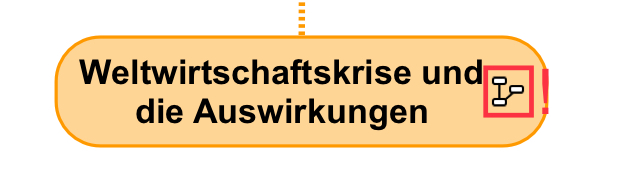 Weltwirtschaftskrise und
die Auswirkungen
!